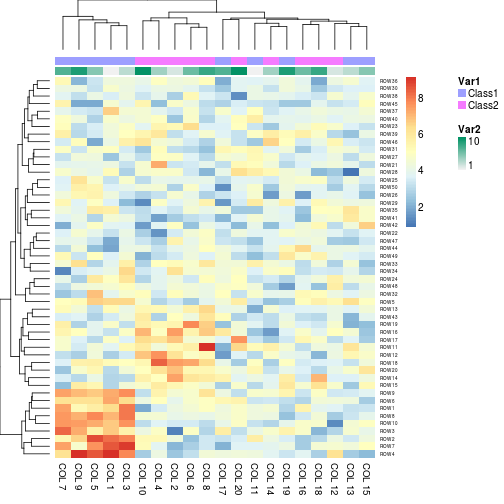 Var1
Class1
Class2
Var2
10
1
8
6
4
2
ROW36
ROW30
ROW38
ROW45
ROW37
ROW40
ROW23
ROW39
ROW46
ROW31
ROW27
ROW21
ROW28
ROW25
ROW50
ROW26
ROW29
ROW35
ROW41
ROW42
ROW22
ROW47
ROW44
ROW49
ROW33
ROW34
ROW24
ROW48
ROW32
ROW5
ROW13
ROW43
ROW19
ROW16
ROW17
ROW11
ROW12
ROW18
ROW20
ROW14
ROW15
ROW9
ROW6
ROW1
ROW8
ROW10
ROW3
ROW2
ROW7
ROW4
COL 7
COL 9
COL 5
COL 1
COL 3
COL 10
COL 4
COL 2
COL 6
COL 8
COL 17
COL 20
COL 11
COL 14
COL 19
COL 16
COL 18
COL 12
COL 13
COL 15